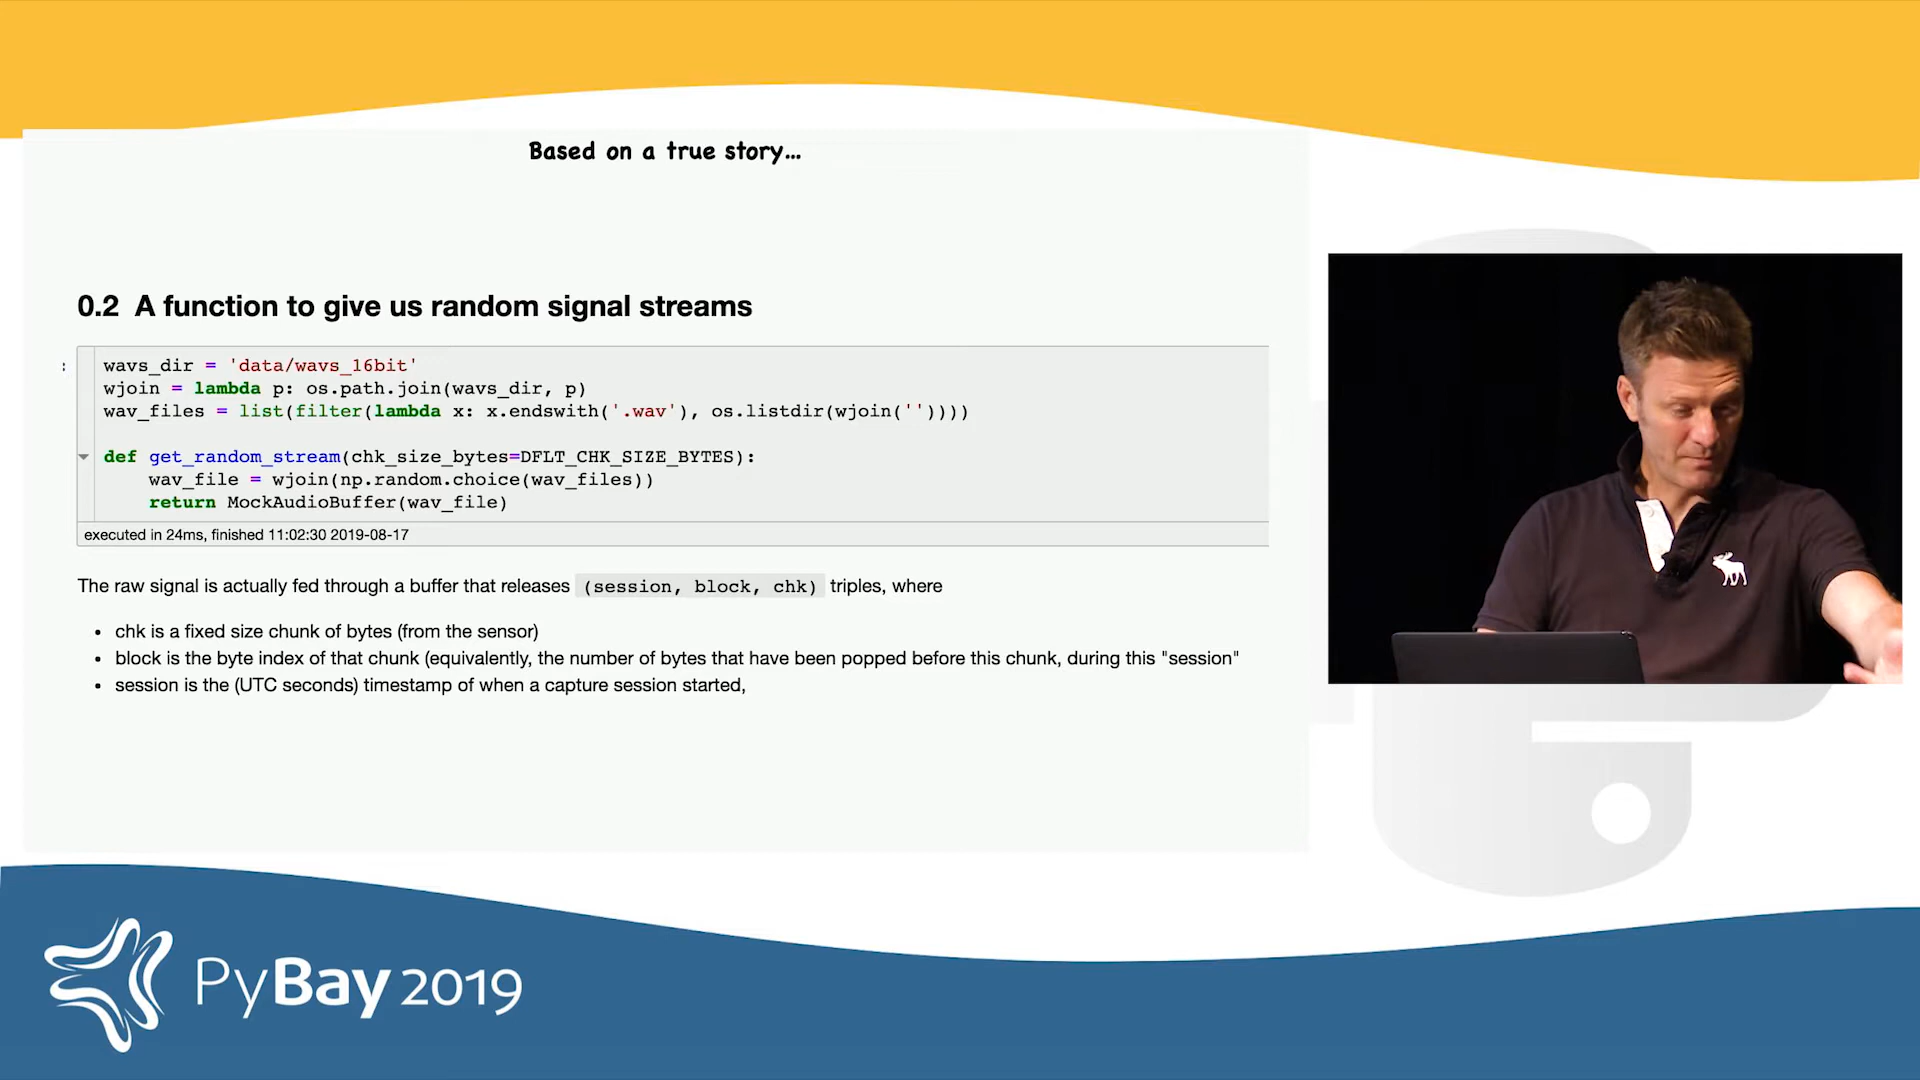 Based on a true story...
0.2 A function to give us random signal streams
:
wavs_dir = 'data/wavs_16bit'
wjoin = lambda p: os.path.join(wavs_dir, p)
wav_files = list(filter(lambda x: x.endswith('.wav'), os.listdir(wjoin(''))))
def get_random_stream(chk_size_bytes=DFLT_CHK_SIZE_BYTES):
wav_file = wjoin(np.random.choice(wav_files))
return MockAudioBuffer(wav_file)
executed in 24ms, finished 11:02:30 2019-08-17
The raw signal is actually fed through a buffer that releases (session, block, chk) triples, where
• chk is a fixed size chunk of bytes (from the sensor)
• block is the byte index of that chunk (equivalently, the number of bytes that have been popped before this chunk, during this "session"
• session is the (UTC seconds) timestamp of when a capture session started,
PyBay 2019